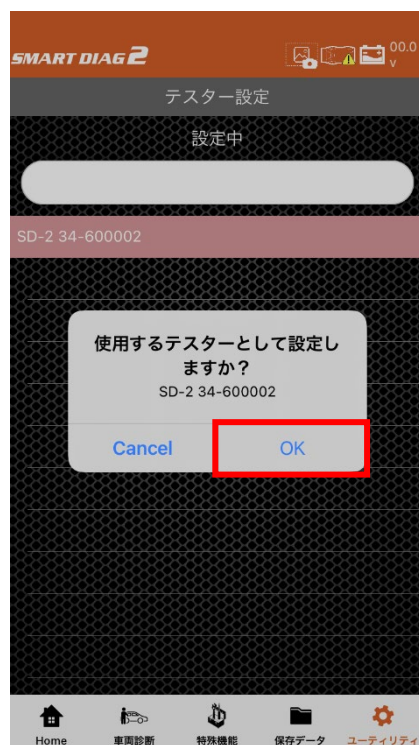 SMART DIAG 2
00.0
v
テスター設定
設定中
SD-2 34-600002
使用するテスターとして設定し
ますか？
SD-2 34-600002
Cancel OK
Home 車両診断 特殊機能 保存データ ユーティリティ